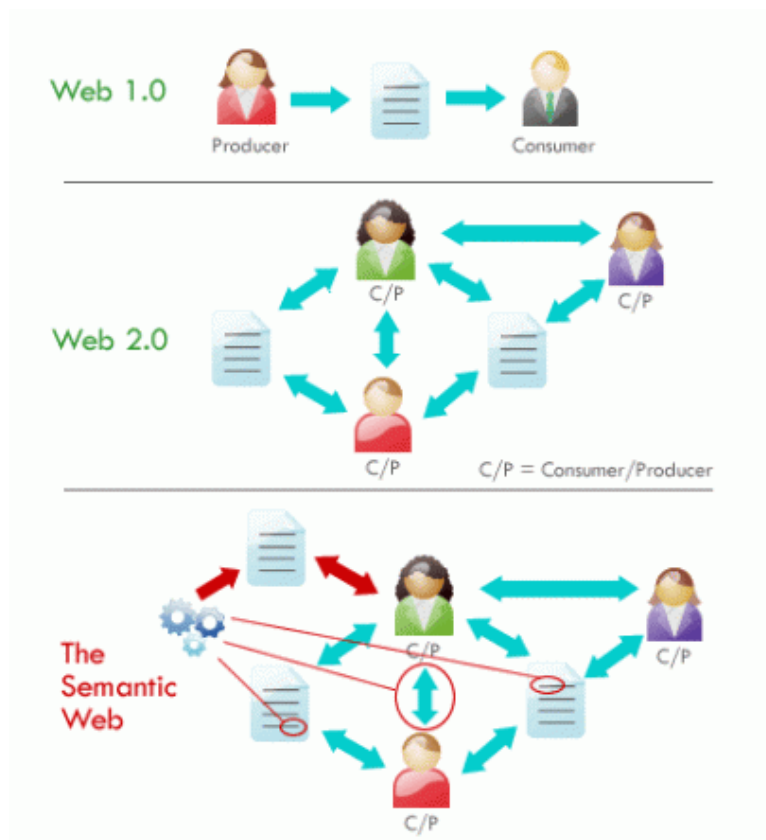 Web 1.0
Producer
Consumer
C/P
C/P
Web 2.0
C/P
C/P = Consumer/Producer
C/P
C/P
The
Semantic
Web
C/P